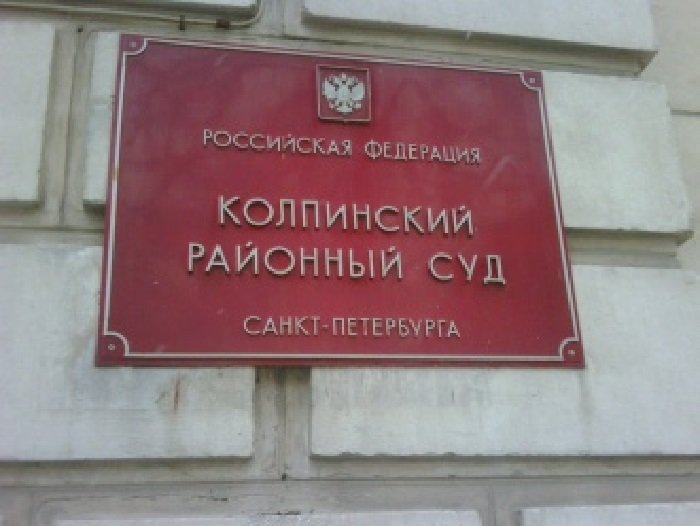 РОССИЙСКАЯ ФЕДЕРАЦИЯ
КОЛПИНСКИЙ
РАЙОННЫЙ СУД
САНКТ-ПЕТЕРБУРГА